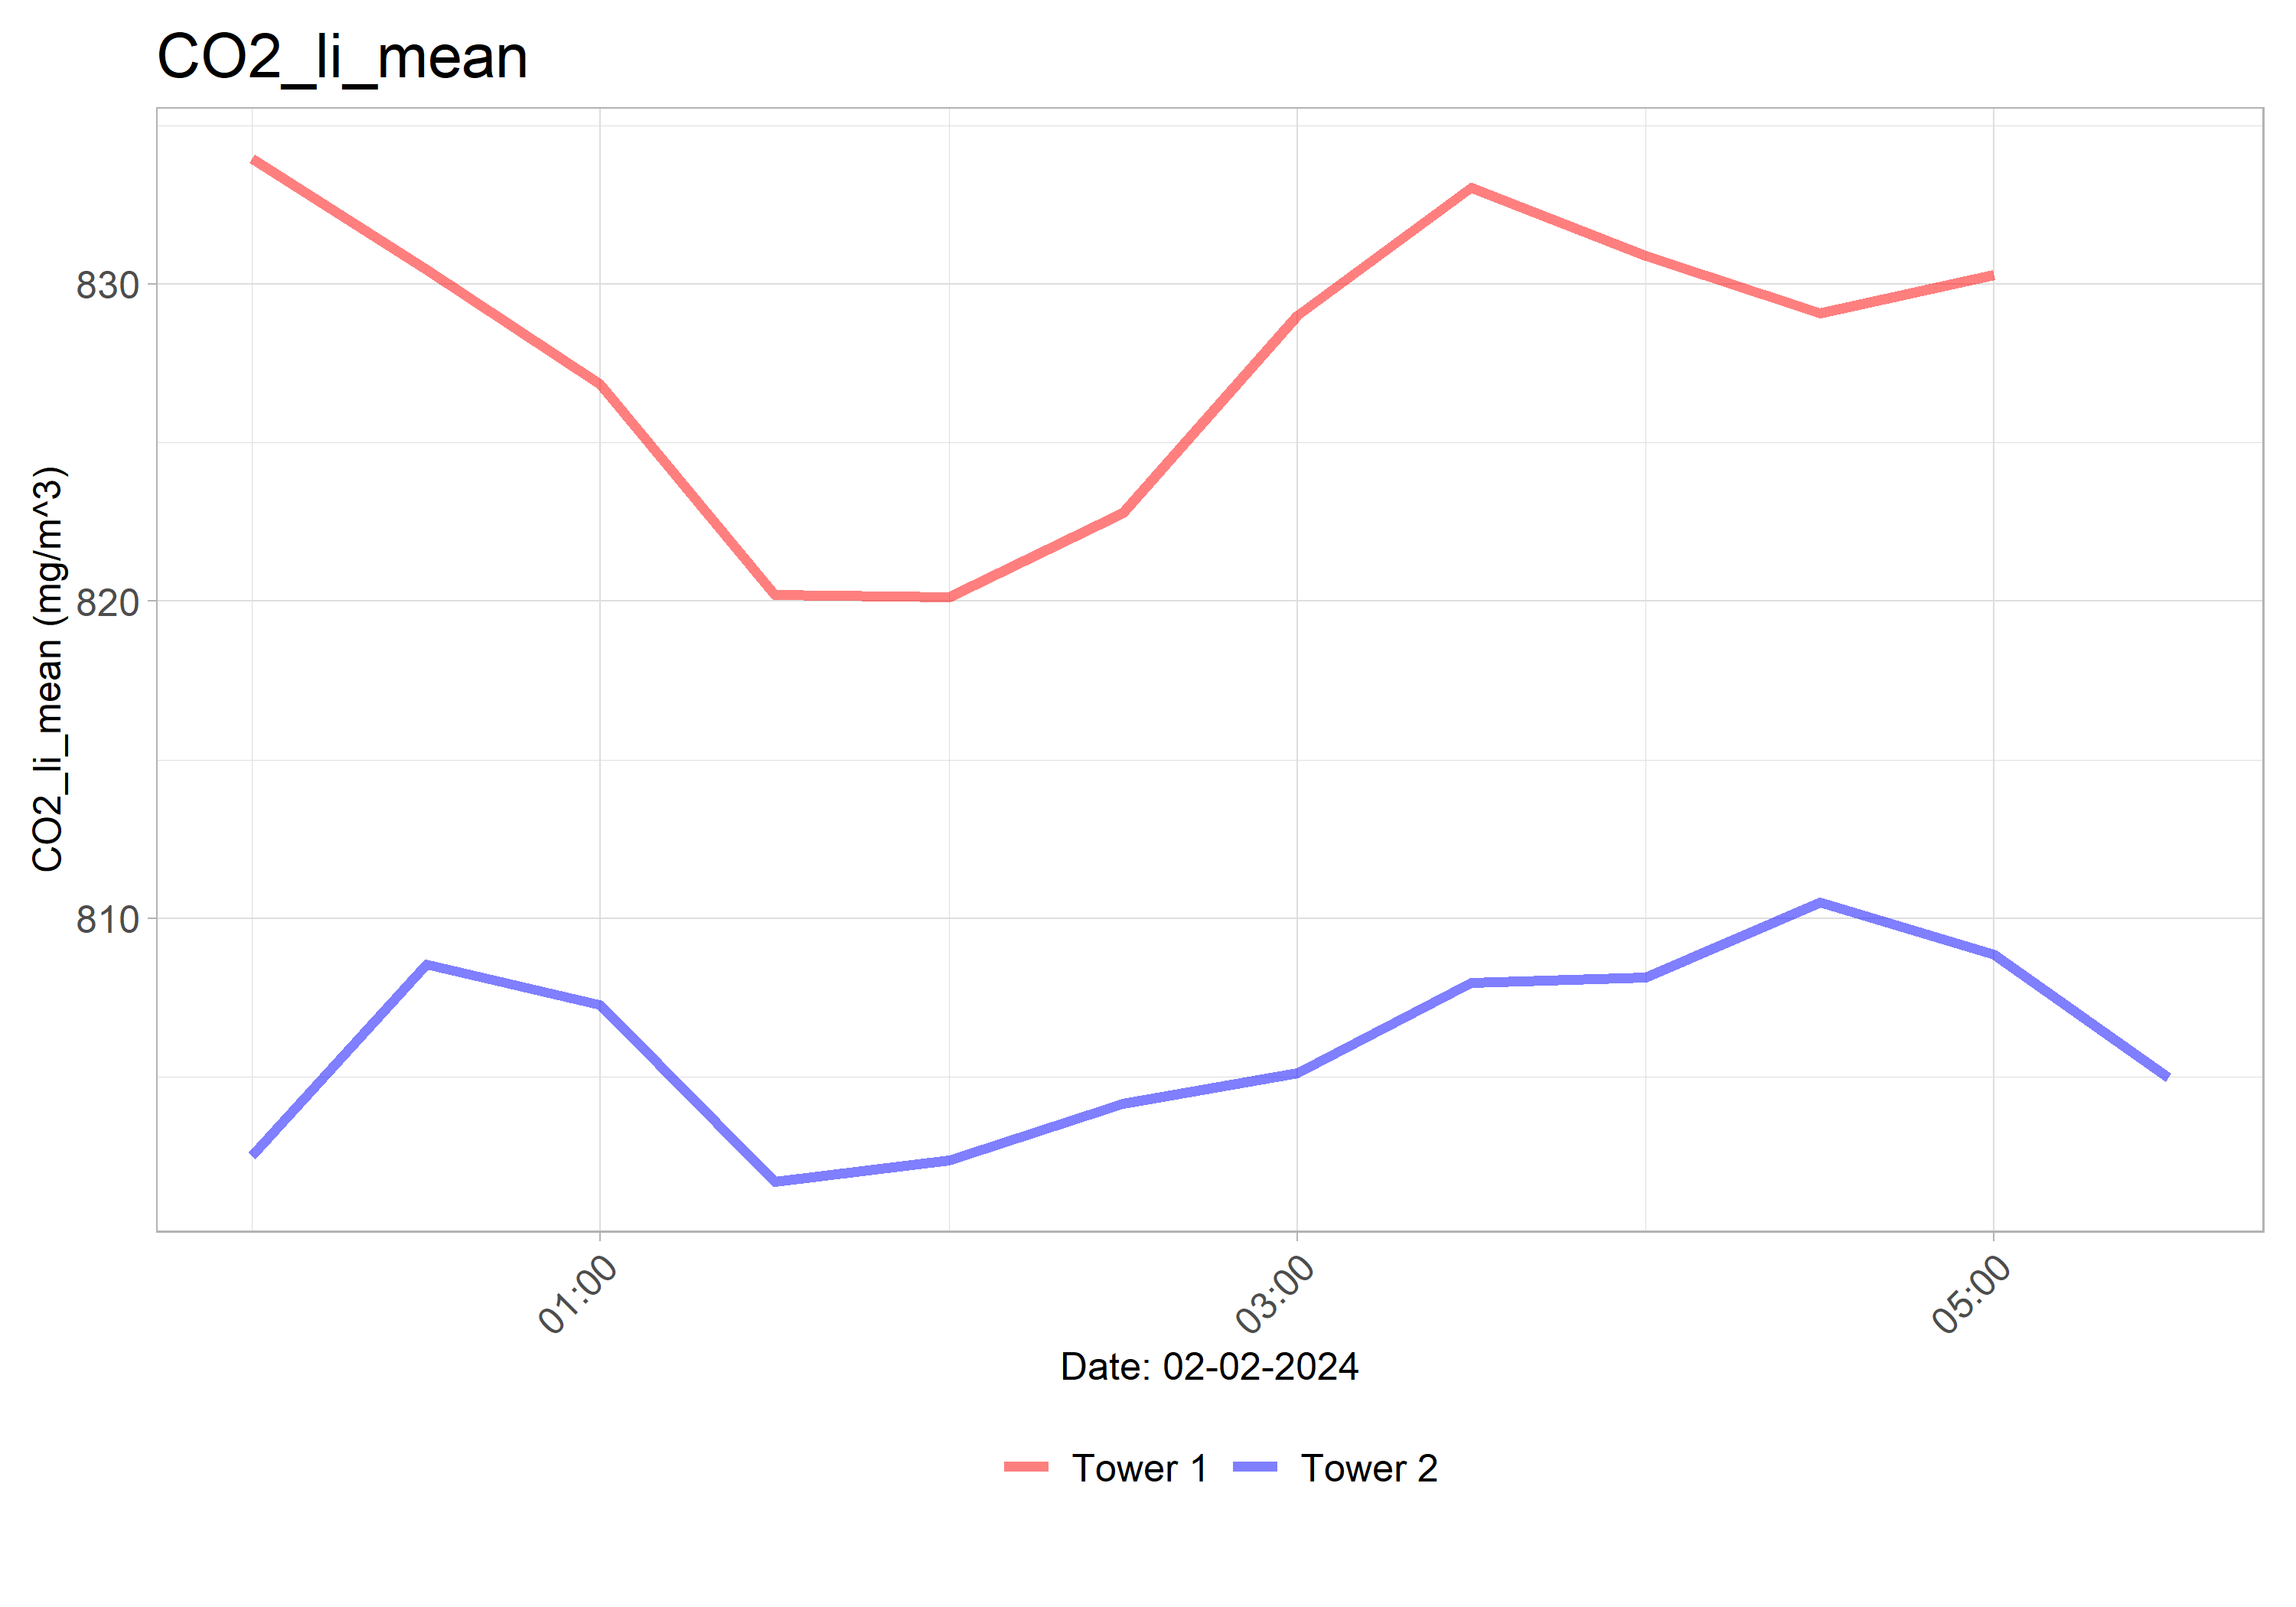 CO2_li_mean
CO2_li_mean (mg/m^3)
830
820
810
01:00
03:00
05:00
Date: 02-02-2024
Tower 1
Tower 2